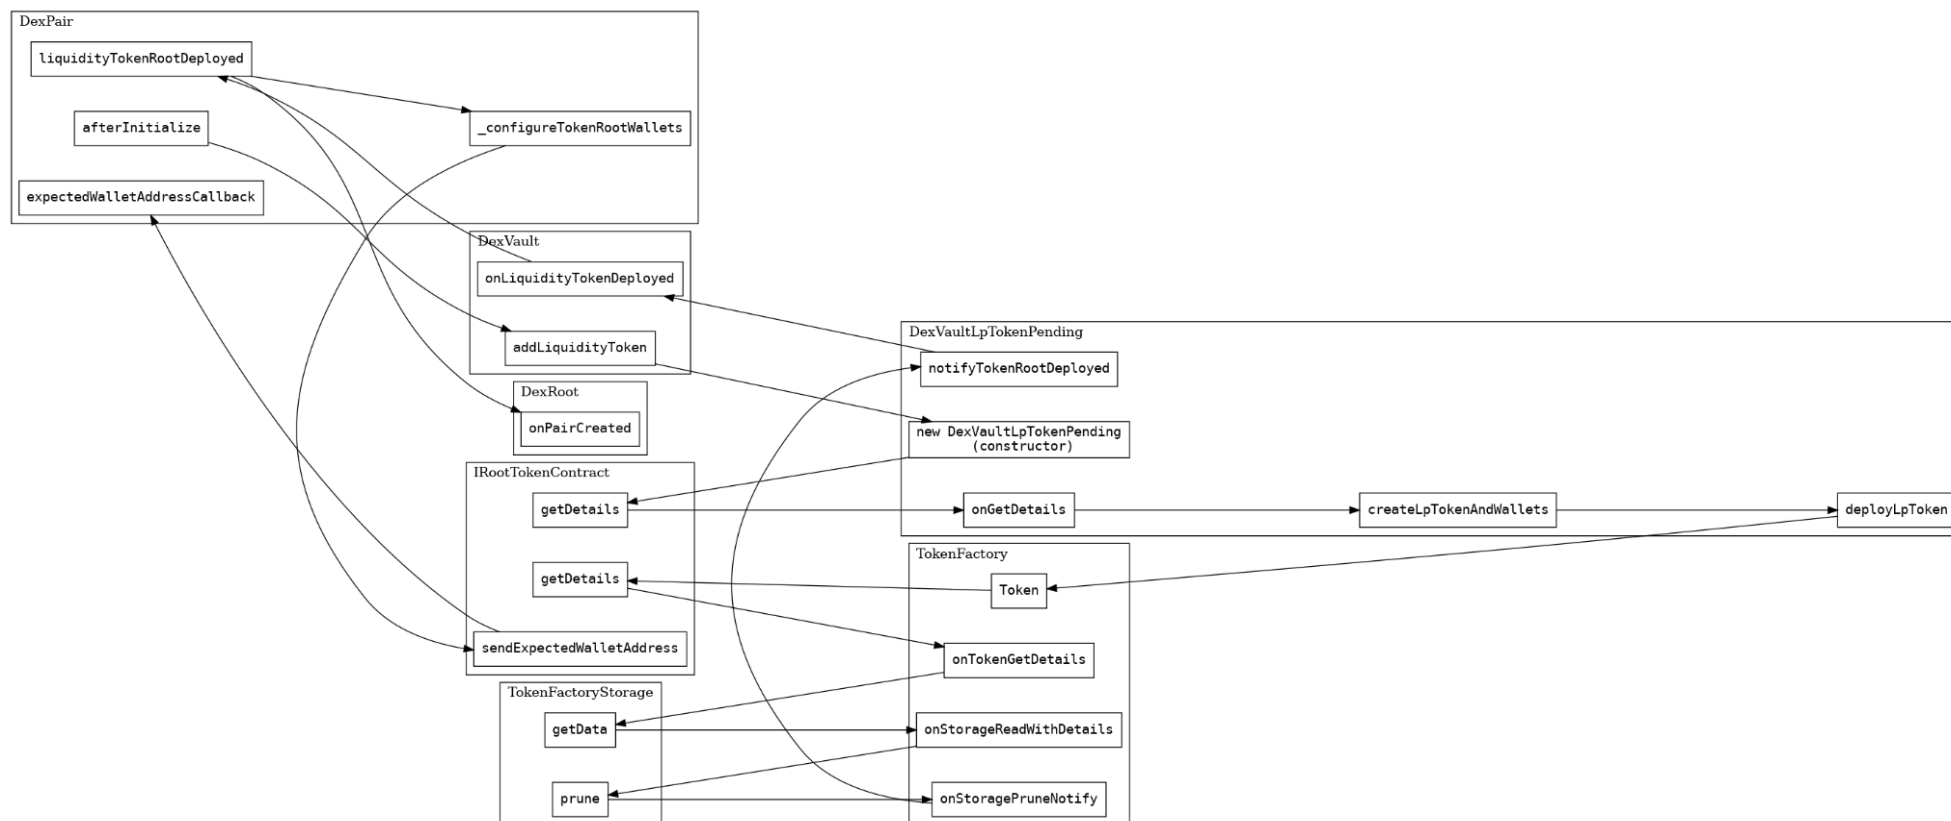 DexPair
liquidityTokenRootDeployed
afterInitialize
_configureTokenRootWallets
expectedWalletAddressCallback
DexVault
onLiquidityTokenDeployed
addLiquidityToken
DexRoot
onPairCreated
IRootTokenContract
getDetails
getDetails
sendExpectedWalletAddress
TokenFactoryStorage
getData
prune
DexVaultLpTokenPending
notifyTokenRootDeployed
new DexVaultLpTokenPending
(constructor)
onGetDetails
createLpTokenAndWallets
deployLpToken
TokenFactory
Token
onTokenGetDetails
onStorageReadWithDetails
onStoragePruneNotify